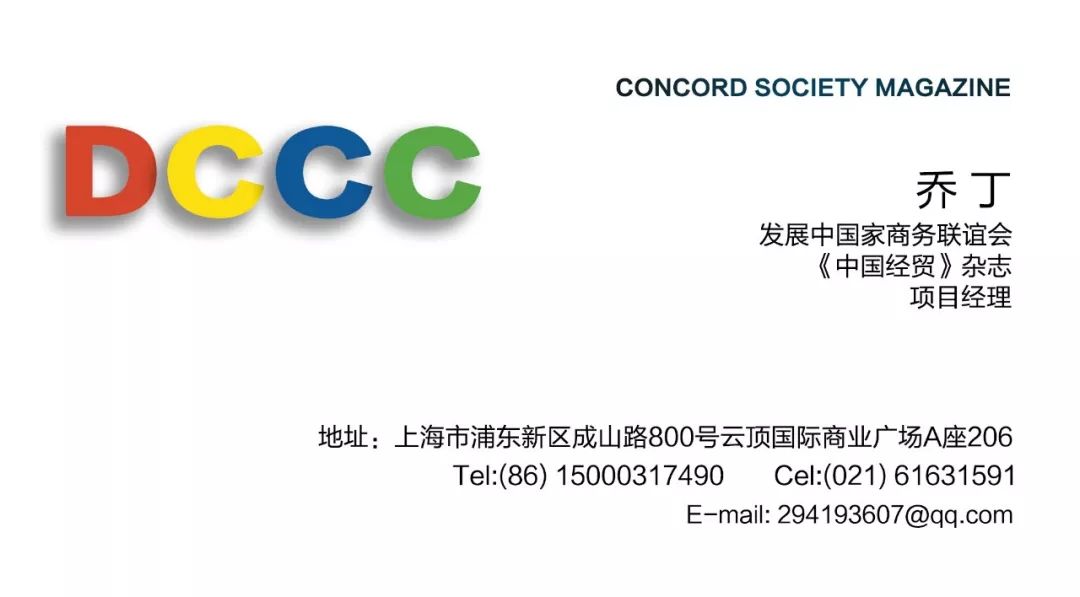 CONCORD SOCIETY MAGAZINE
DCCC
乔 丁
发展中国家商务联谊会
《中国经贸》杂志
项目经理
地址：上海市浦东新区成山路800号云顶国际商业广场A座206
Tel:(86) 15000317490 Cel:(021) 61631591
E-mail: 294193607@qq.com